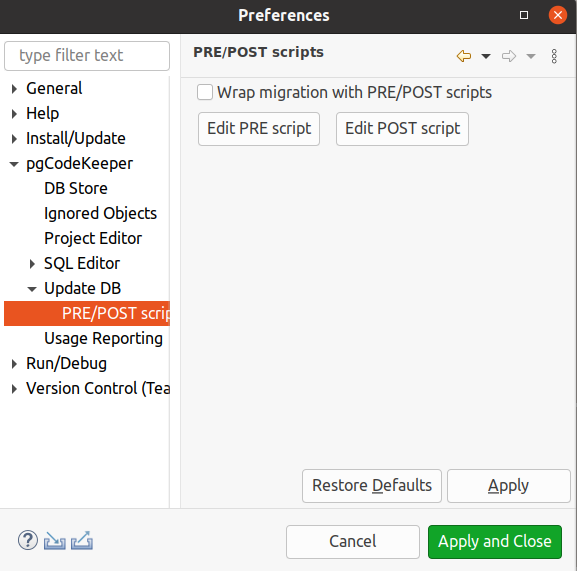 Preferences
type filter text
General
Help
Install/Update
pgCodeKeeper
DB Store
Ignored Objects
Project Editor
SQL Editor
Update DB
PRE/POST scrip
Usage Reporting
Run/Debug
Version Control (Tea
PRE/POST scripts
Wrap migration with PRE/POST scripts
Edit PRE script Edit POST script
Restore Defaults Apply
? Cancel Apply and Close